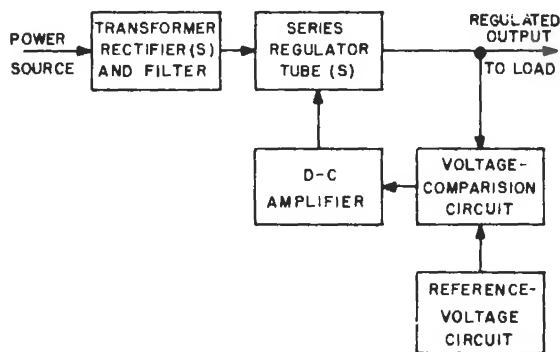 POWER
SOURCE
TRANSFORMER
RECTIFIER(S)
AND FILTER
SERIES
REGULATOR
TUBE (S)
REGULATED
OUTPUT
TO LOAD
D-C
AMPLIFIER
VOLTAGE-
COMPARISION
CIRCUIT
REFERENCE-
VOLTAGE
CIRCUIT